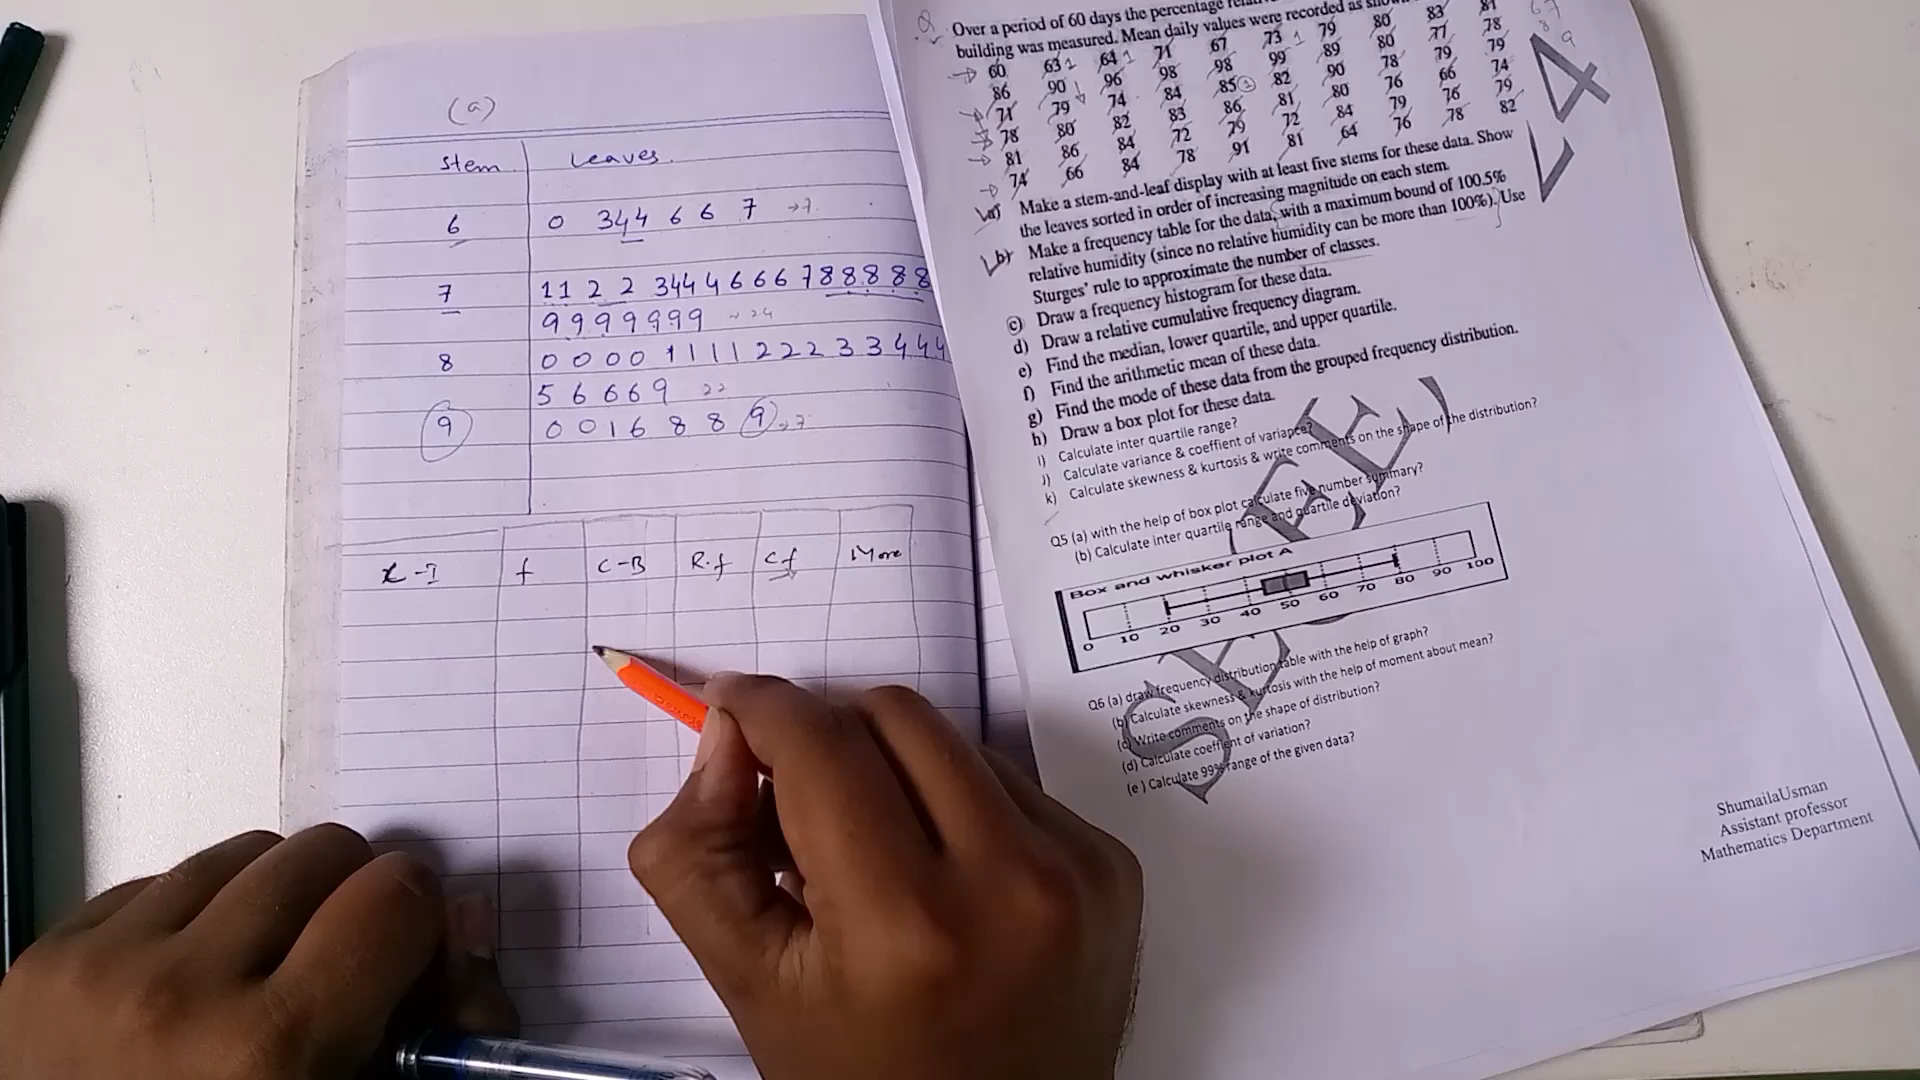 (a)
Stem Leaves.
6 0 3 4 4 6 6 7 →7
7 1 1 2 2 3 4 4 4 6 6 6 7 8 8 8 8 8
9 9 9 9 9 9 9 ~ 24
8 0 0 0 0 1 1 1 1 2 2 2 3 3 4 4 4
5 6 6 6 9 22
9 0 0 1 6 8 8 9 →7
f C-B R.f Cf More
Q. Over a period of 60 days the percentage
building was measured. Mean daily values were recorded as
60 63 64 71 67 73 79 80 83 81
86 90 96 98 98 99 89 80 77 78
71 79 74 84 85 82 90 78 79 79
78 80 82 83 86 81 80 76 66 74
81 86 84 72 79 72 84 79 76 79
74 66 84 78 91 81 64 76 78 82
a) Make a stem-and-leaf display with at least five stems for these data. Show
the leaves sorted in order of increasing magnitude on each stem.
b) Make a frequency table for the data, with a maximum bound of 100.5%
relative humidity (since no relative humidity can be more than 100%). Use
Sturges' rule to approximate the number of classes.
c) Draw a frequency histogram for these data.
d) Draw a relative cumulative frequency diagram.
e) Find the median, lower quartile, and upper quartile.
f) Find the arithmetic mean of these data.
g) Find the mode of these data from the grouped frequency distribution.
h) Draw a box plot for these data.
i) Calculate inter quartile range?
j) Calculate variance & coeffient of variance?
k) Calculate skewness & kurtosis & write comments on the shape of the distribution?
Q5 (a) with the help of box plot calculate five number summary?
(b) Calculate inter quartile range and quartile deviation?
Box and whisker plot A
0 10 20 30 40 50 60 70 80 90 100
Q6 (a) draw frequency distribution table with the help of graph?
(b) Calculate skewness & kurtosis with the help of moment about mean?
(c) Write comments on the shape of distribution?
(d) Calculate coeffient of variation?
(e ) Calculate 99% range of the given data?
ShumailaUsman
Assistant professor
Mathematics Department